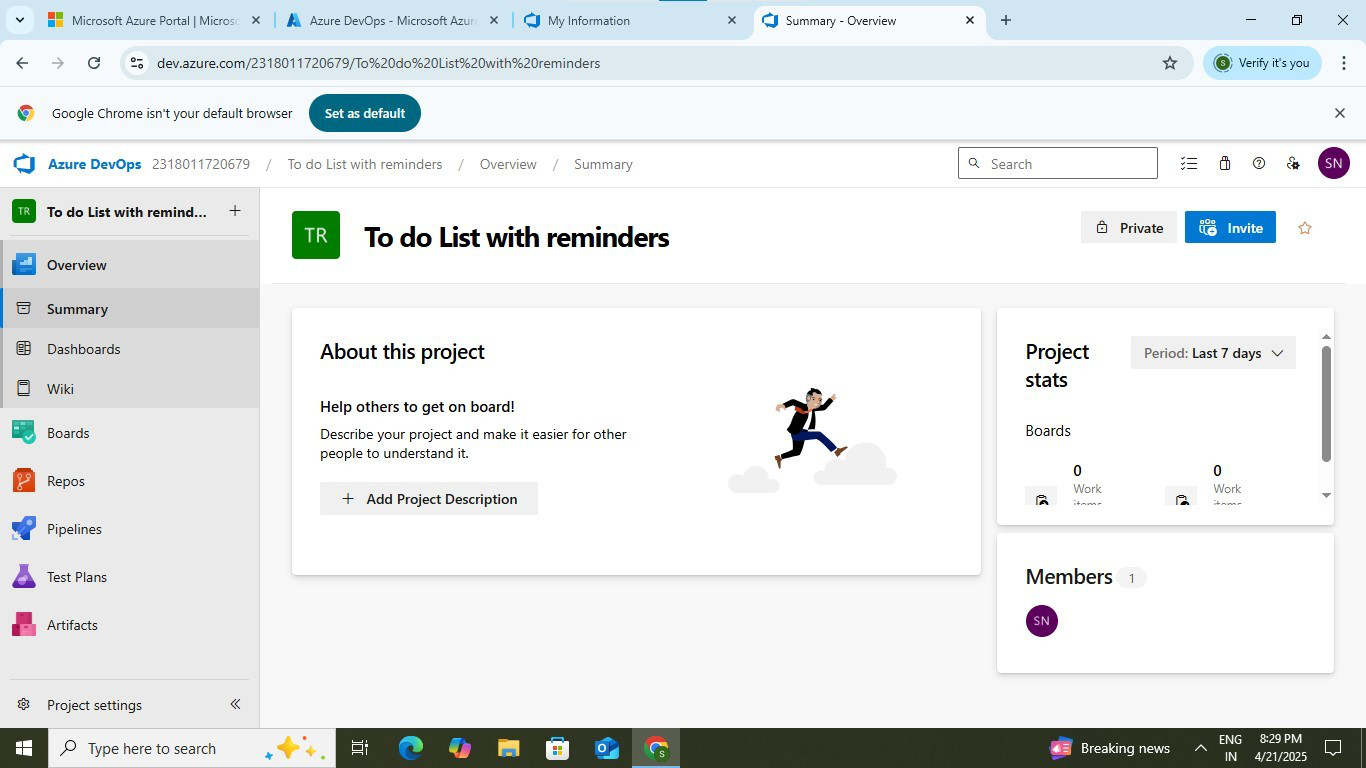 Microsoft Azure Portal | Microsc
Azure DevOps - Microsoft Azur
My Information
Summary - Overview
dev.azure.com/2318011720679/To%20do%20List%20with%20reminders
Verify it's you
Google Chrome isn't your default browser
Set as default
Azure DevOps 2318011720679 / To do List with reminders / Overview / Summary
Search
SN
TR
To do List with remind...
Overview
Summary
Dashboards
Wiki
Boards
Repos
Pipelines
Test Plans
Artifacts
Project settings
TR
To do List with reminders
Private
Invite
About this project
Help others to get on board!
Describe your project and make it easier for other
people to understand it.
Add Project Description
Project
stats
Period: Last 7 days
Boards
0 0
Work Work
items items
Members 1
SN
Type here to search
S
Breaking news
ENG
IN
8:29 PM
4/21/2025